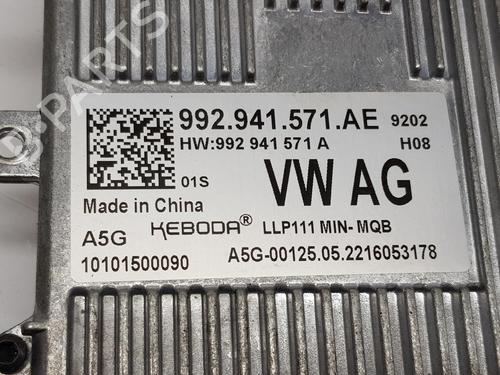 PARTS
992.941.571.AE 9202
HW:992 941 571 A H08
01S VW AG
Made in China
A5G KEBODA® LLP111 MIN- MQB
10101500090 A5G-00125.05.2216053178